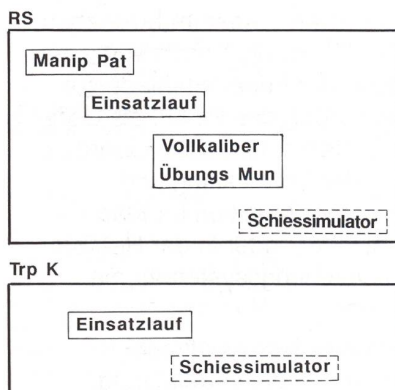 RS
Manip Pat
Einsatzlauf
Vollkaliber
Übungs Mun
Schiessimulator
Trp K
Einsatzlauf
Schiessimulator